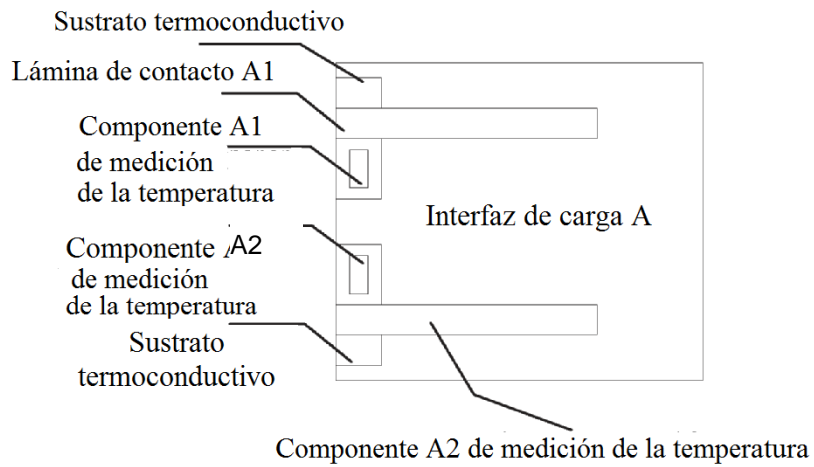 Sustrato termoconductivo
Lámina de contacto A1
Componente A1
de medición
de la temperatura
Interfaz de carga A
Componente A2
de medición
de la temperatura
Sustrato
termoconductivo
Componente A2 de medición de la temperatura